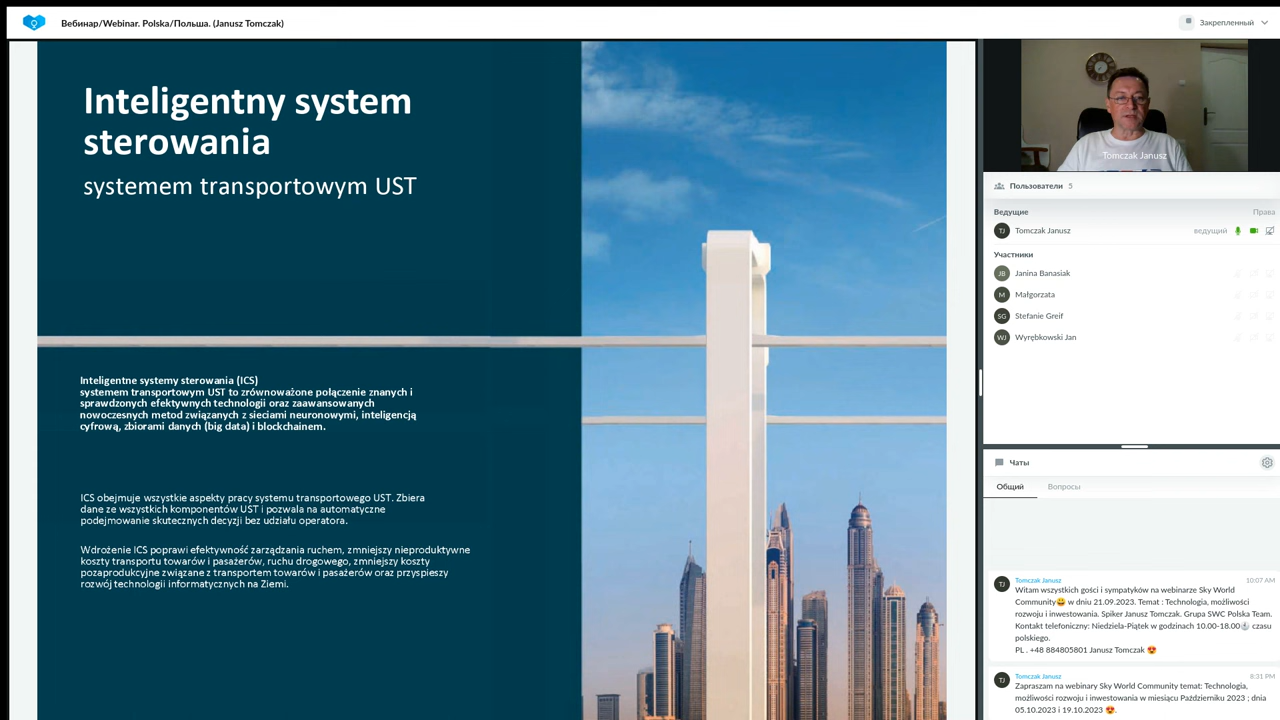 Вебинар/Webinar. Polska/Польша. (Janusz Tomczak)
Закрепленный
Inteligentny system
sterowania
systemem transportowym UST
Inteligentne systemy sterowania (ICS)
systemem transportowym UST to zrównoważone połączenie znanych i
sprawdzonych efektywnych technologii oraz zaawansowanych
nowoczesnych metod związanych z sieciami neuronowymi, inteligencją
cyfrową, zbiorami danych (big data) i blockchainem.
ICS obejmuje wszystkie aspekty pracy systemu transportowego UST. Zbiera
dane ze wszystkich komponentów UST i pozwala na automatyczne
podejmowanie skutecznych decyzji bez udziału operatora.
Wdrożenie ICS poprawi efektywność zarządzania ruchem, zmniejszy nieproduktywne
koszty transportu towarów i pasażerów, ruchu drogowego, zmniejszy koszty
pozaprodukcyjne związane z transportem towarów i pasażerów oraz przyspieszy
rozwój technologii informatycznych na Ziemi.
Tomczak Janusz
Пользователи 5
Ведущие Права
TJ Tomczak Janusz ведущий
Участники
JB Janina Banasiak
M Małgorzata
SG Stefanie Greif
WJ Wyrębkowski Jan
Чаты
Общий Вопросы
TJ Tomczak Janusz 10:07 AM
Witam wszystkich gości i sympatyków na webinarze Sky World
Community😃 w dniu 21.09.2023. Temat : Technologia, możliwości
rozwoju i inwestowania. Spiker Janusz Tomczak. Grupa SWC Polska Team.
Kontakt telefoniczny: Niedziela-Piątek w godzinach 10.00-18.00 czasu
polskiego.
PL . +48 884805801 Janusz Tomczak 😍
TJ Tomczak Janusz 8:31 PM
Zapraszam na webinary Sky World Community temat: Technologia,
możliwości rozwoju i inwestowania w miesiącu Październiku 2023 ; dnia
05.10.2023 i 19.10.2023 😍.